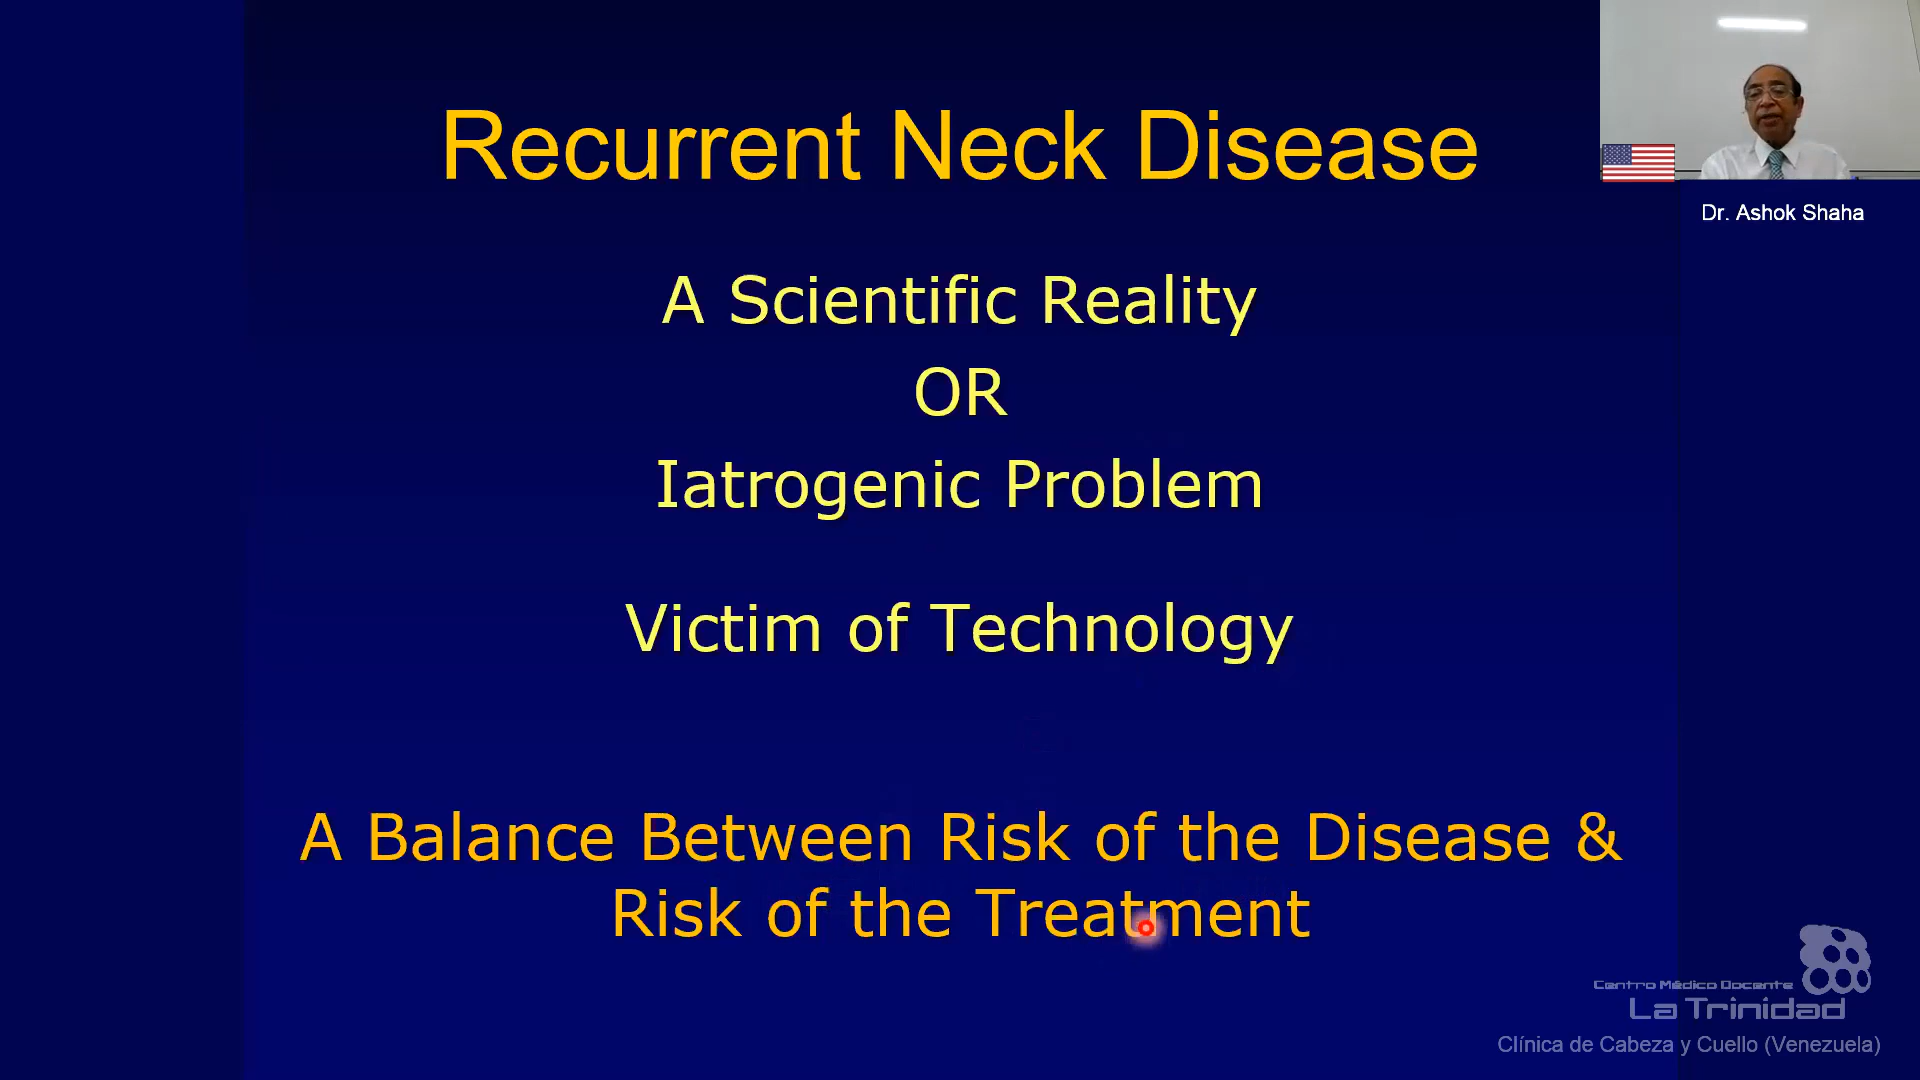 Recurrent Neck Disease
Dr. Ashok Shaha
A Scientific Reality
OR
Iatrogenic Problem
Victim of Technology
A Balance Between Risk of the Disease &
Risk of the Treatment
Centro Médico Docente
La Trinidad
Clínica de Cabeza y Cuello (Venezuela)